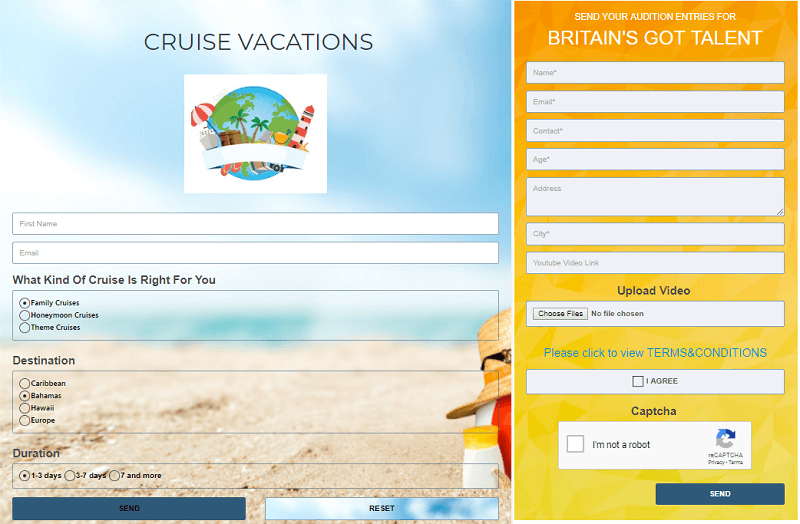 CRUISE VACATIONS
First Name
Email
What Kind Of Cruise Is Right For You
Family Cruises
Honeymoon Cruises
Theme Cruises
Destination
Caribbean
Bahamas
Hawaii
Europe
Duration
1-3 days 3-7 days 7 and more
SEND RESET
SEND YOUR AUDITION ENTRIES FOR
BRITAIN'S GOT TALENT
Name*
Email*
Contact*
Age*
Address
City*
Youtube Video Link
Upload Video
Choose Files No file chosen
Please click to view TERMS&CONDITIONS
I AGREE
Captcha
I'm not a robot
reCAPTCHA
Privacy - Terms
SEND